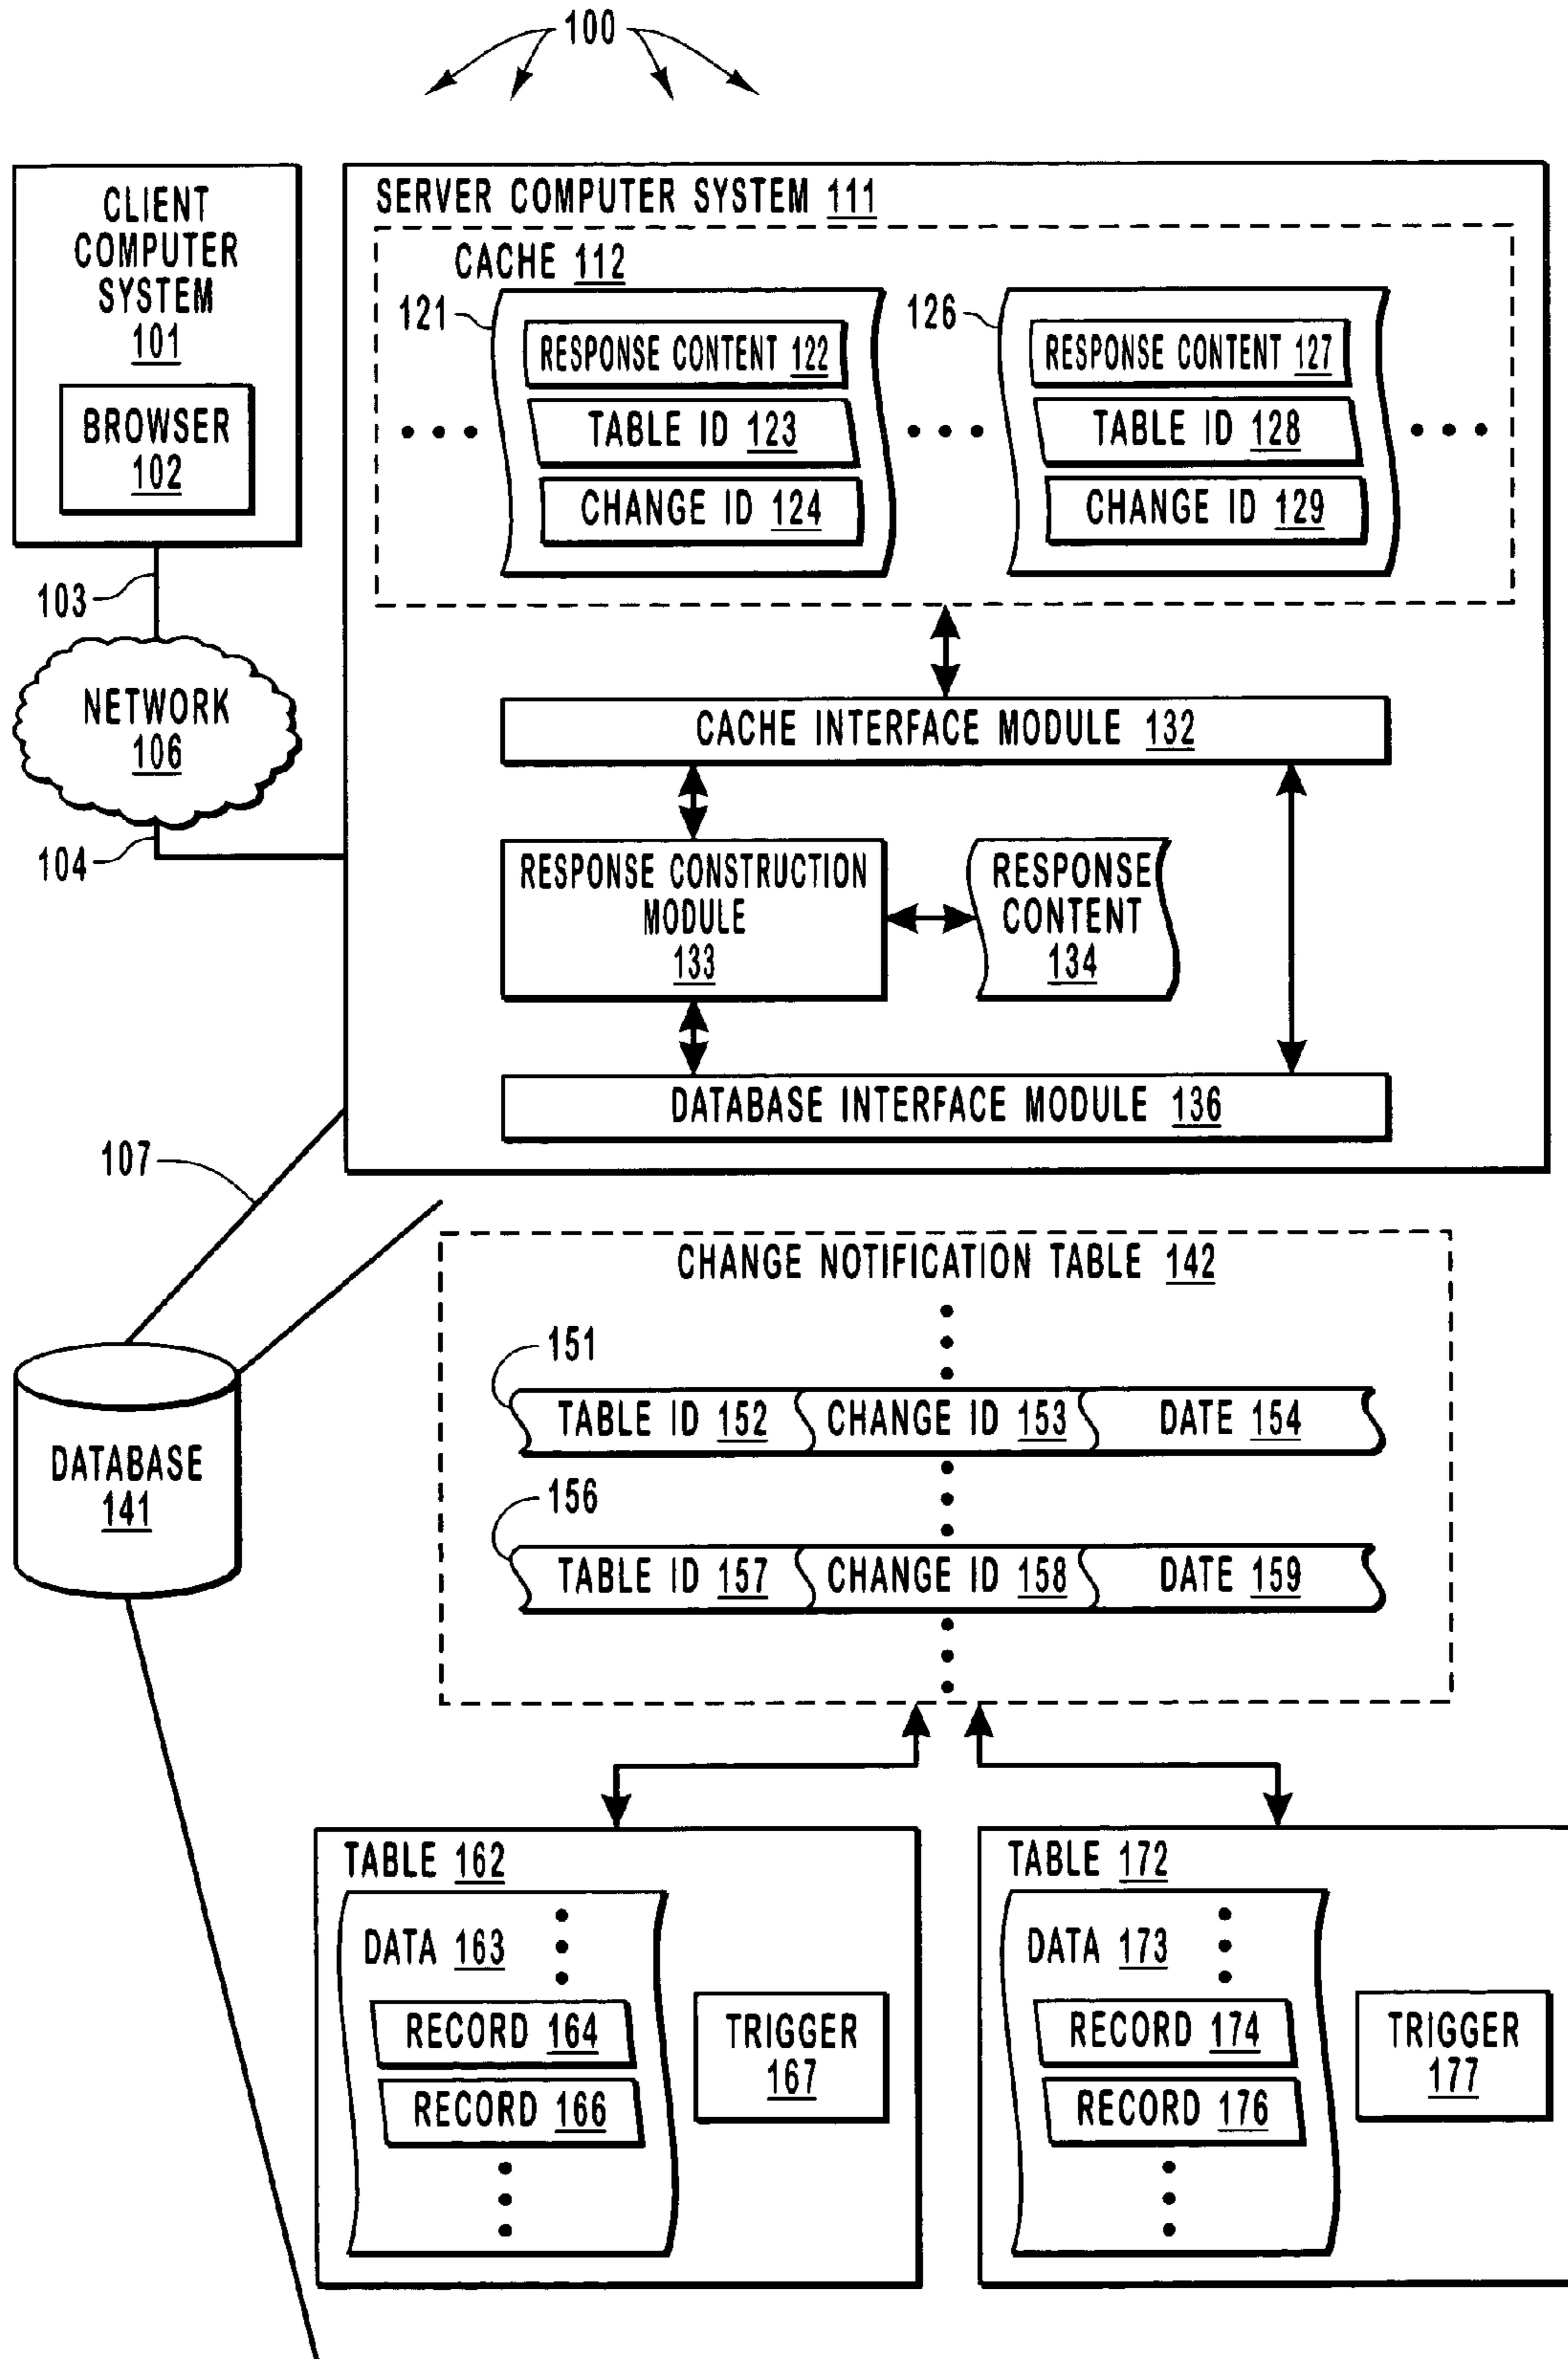 100
CLIENT
COMPUTER
SYSTEM
101
BROWSER
102
103
NETWORK
106
104
SERVER COMPUTER SYSTEM 111
CACHE 112
121
RESPONSE CONTENT 122
TABLE ID 123
CHANGE ID 124
126
RESPONSE CONTENT 127
TABLE ID 128
CHANGE ID 129
CACHE INTERFACE MODULE 132
RESPONSE CONSTRUCTION
MODULE
133
RESPONSE
CONTENT
134
DATABASE INTERFACE MODULE 136
107
DATABASE
141
CHANGE NOTIFICATION TABLE 142
151
TABLE ID 152 CHANGE ID 153 DATE 154
156
TABLE ID 157 CHANGE ID 158 DATE 159
TABLE 162
DATA 163
RECORD 164
RECORD 166
TRIGGER
167
TABLE 172
DATA 173
RECORD 174
RECORD 176
TRIGGER
177